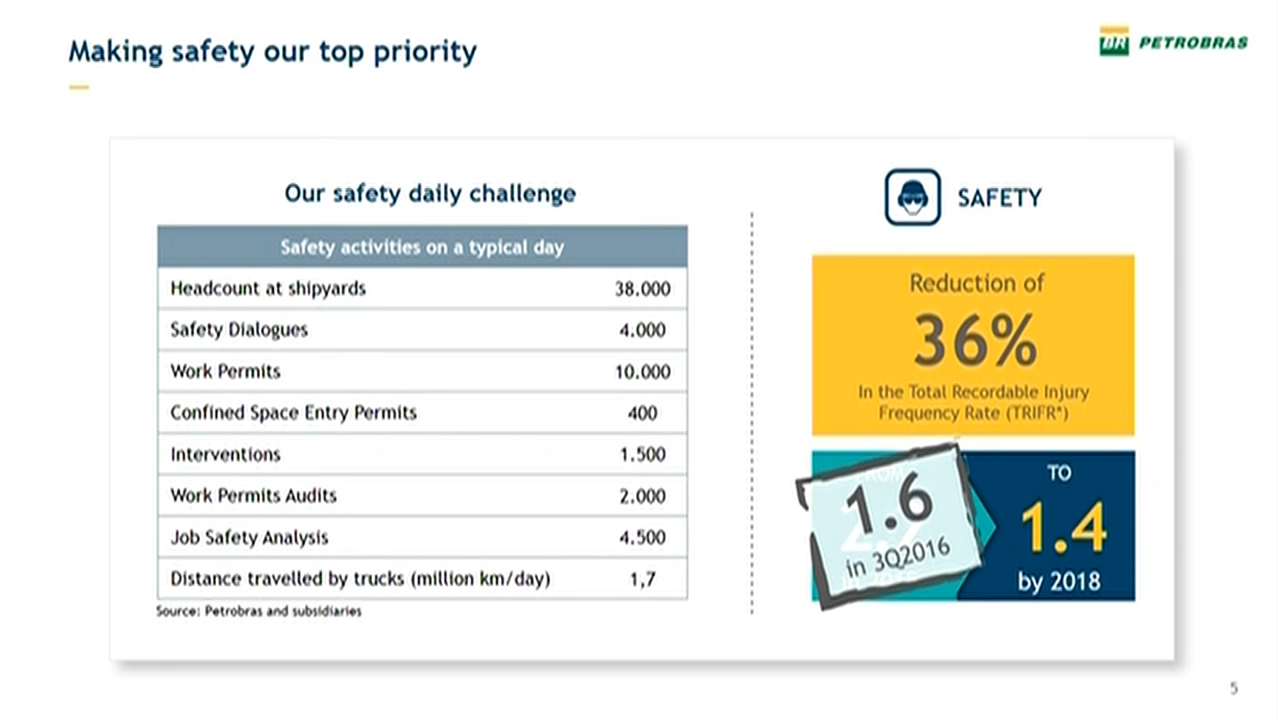 Making safety our top priority
BR PETROBRAS
Our safety daily challenge
Safety activities on a typical day
Headcount at shipyards 38.000
Safety Dialogues 4.000
Work Permits 10.000
Confined Space Entry Permits 400
Interventions 1.500
Work Permits Audits 2.000
Job Safety Analysis 4.500
Distance travelled by trucks (million km/day) 1,7
Source: Petrobras and subsidiaries
SAFETY
Reduction of
36%
In the Total Recordable Injury
Frequency Rate (TRIFR*)
1.6
in 3Q2016
TO
1.4
by 2018
5